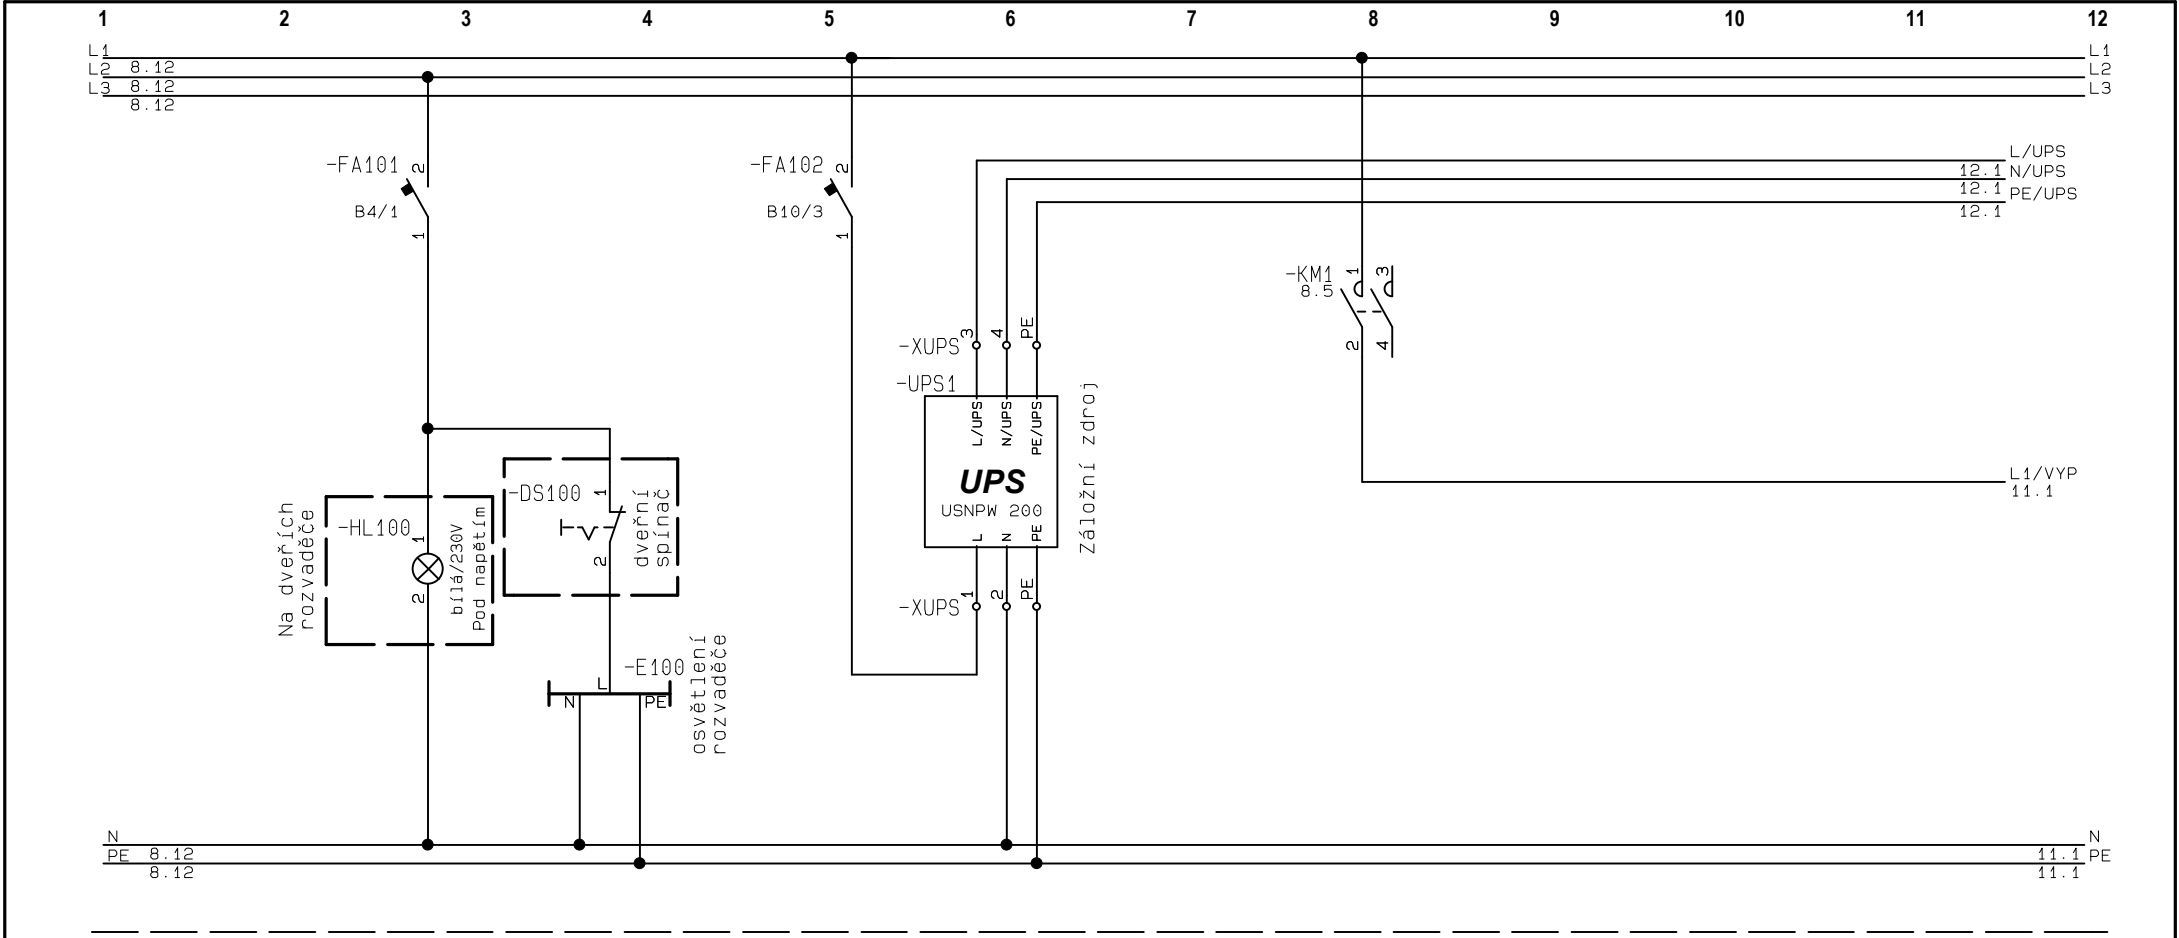 1 2 3 4 5 6 7 8 9 10 11 12
L1 L1
L2 8.12 L2
L3 8.12 L3
8.12
-FA101 2
B4/1
1
-FA102 2
B10/3
1
L/UPS
12.1 N/UPS
12.1 PE/UPS
12.1
-KM1 1 3
8.5
2 4
-XUPS 3 4 PE
-UPS1
L/UPS N/UPS PE/UPS
UPS
USNPW 200
L N PE
Záložní zdroj
-XUPS 1 2 PE
L1/VYP
11.1
-DS100 1
2
dveřní
spínač
Na dveřích
rozvaděče
-HL100 1
2
bílá/230V
Pod napětím
-E100
L
N PE
osvětlení
rozvaděče
N N
PE 8.12 11.1 PE
8.12 11.1